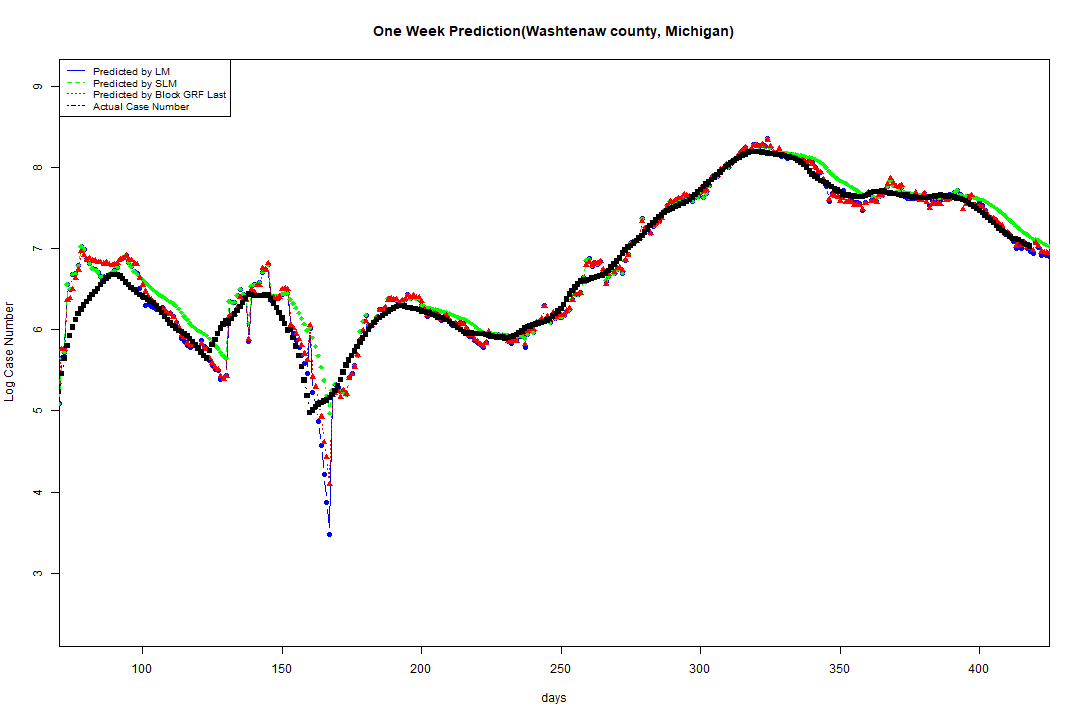 One Week Prediction(Washtenaw county, Michigan)
Predicted by LM
Predicted by SLM
Predicted by Block GRF Last
Actual Case Number
9
8
7
6
5
4
3
Log Case Number
100 150 200 250 300 350 400
days